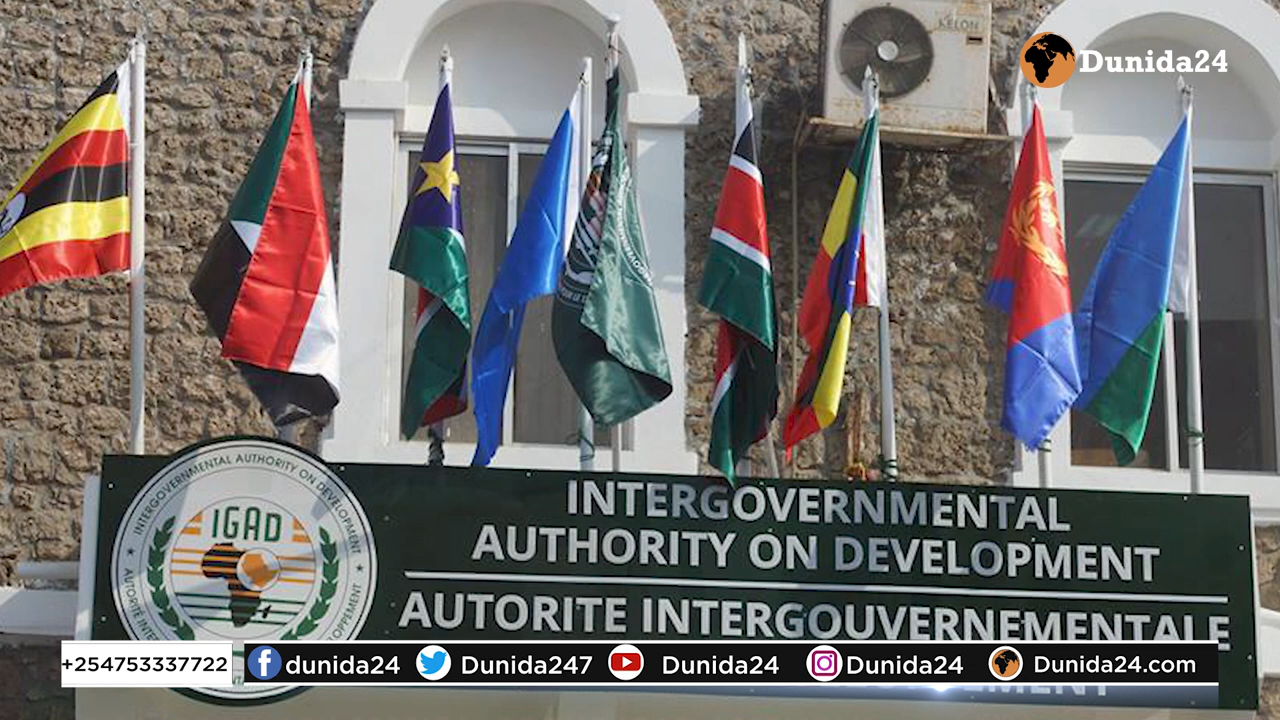 KELON
Dunida24
INTERGOVERNMENTAL
AUTHORITY ON DEVELOPMENT
AUTORITE INTERGOUVERNEMENTALE
INTERGOVERNMENTAL AUTHORITY ON DEVELOPMENT
IGAD
+254753337722 dunida24 Dunida247 Dunida24 Dunida24 Dunida24.com